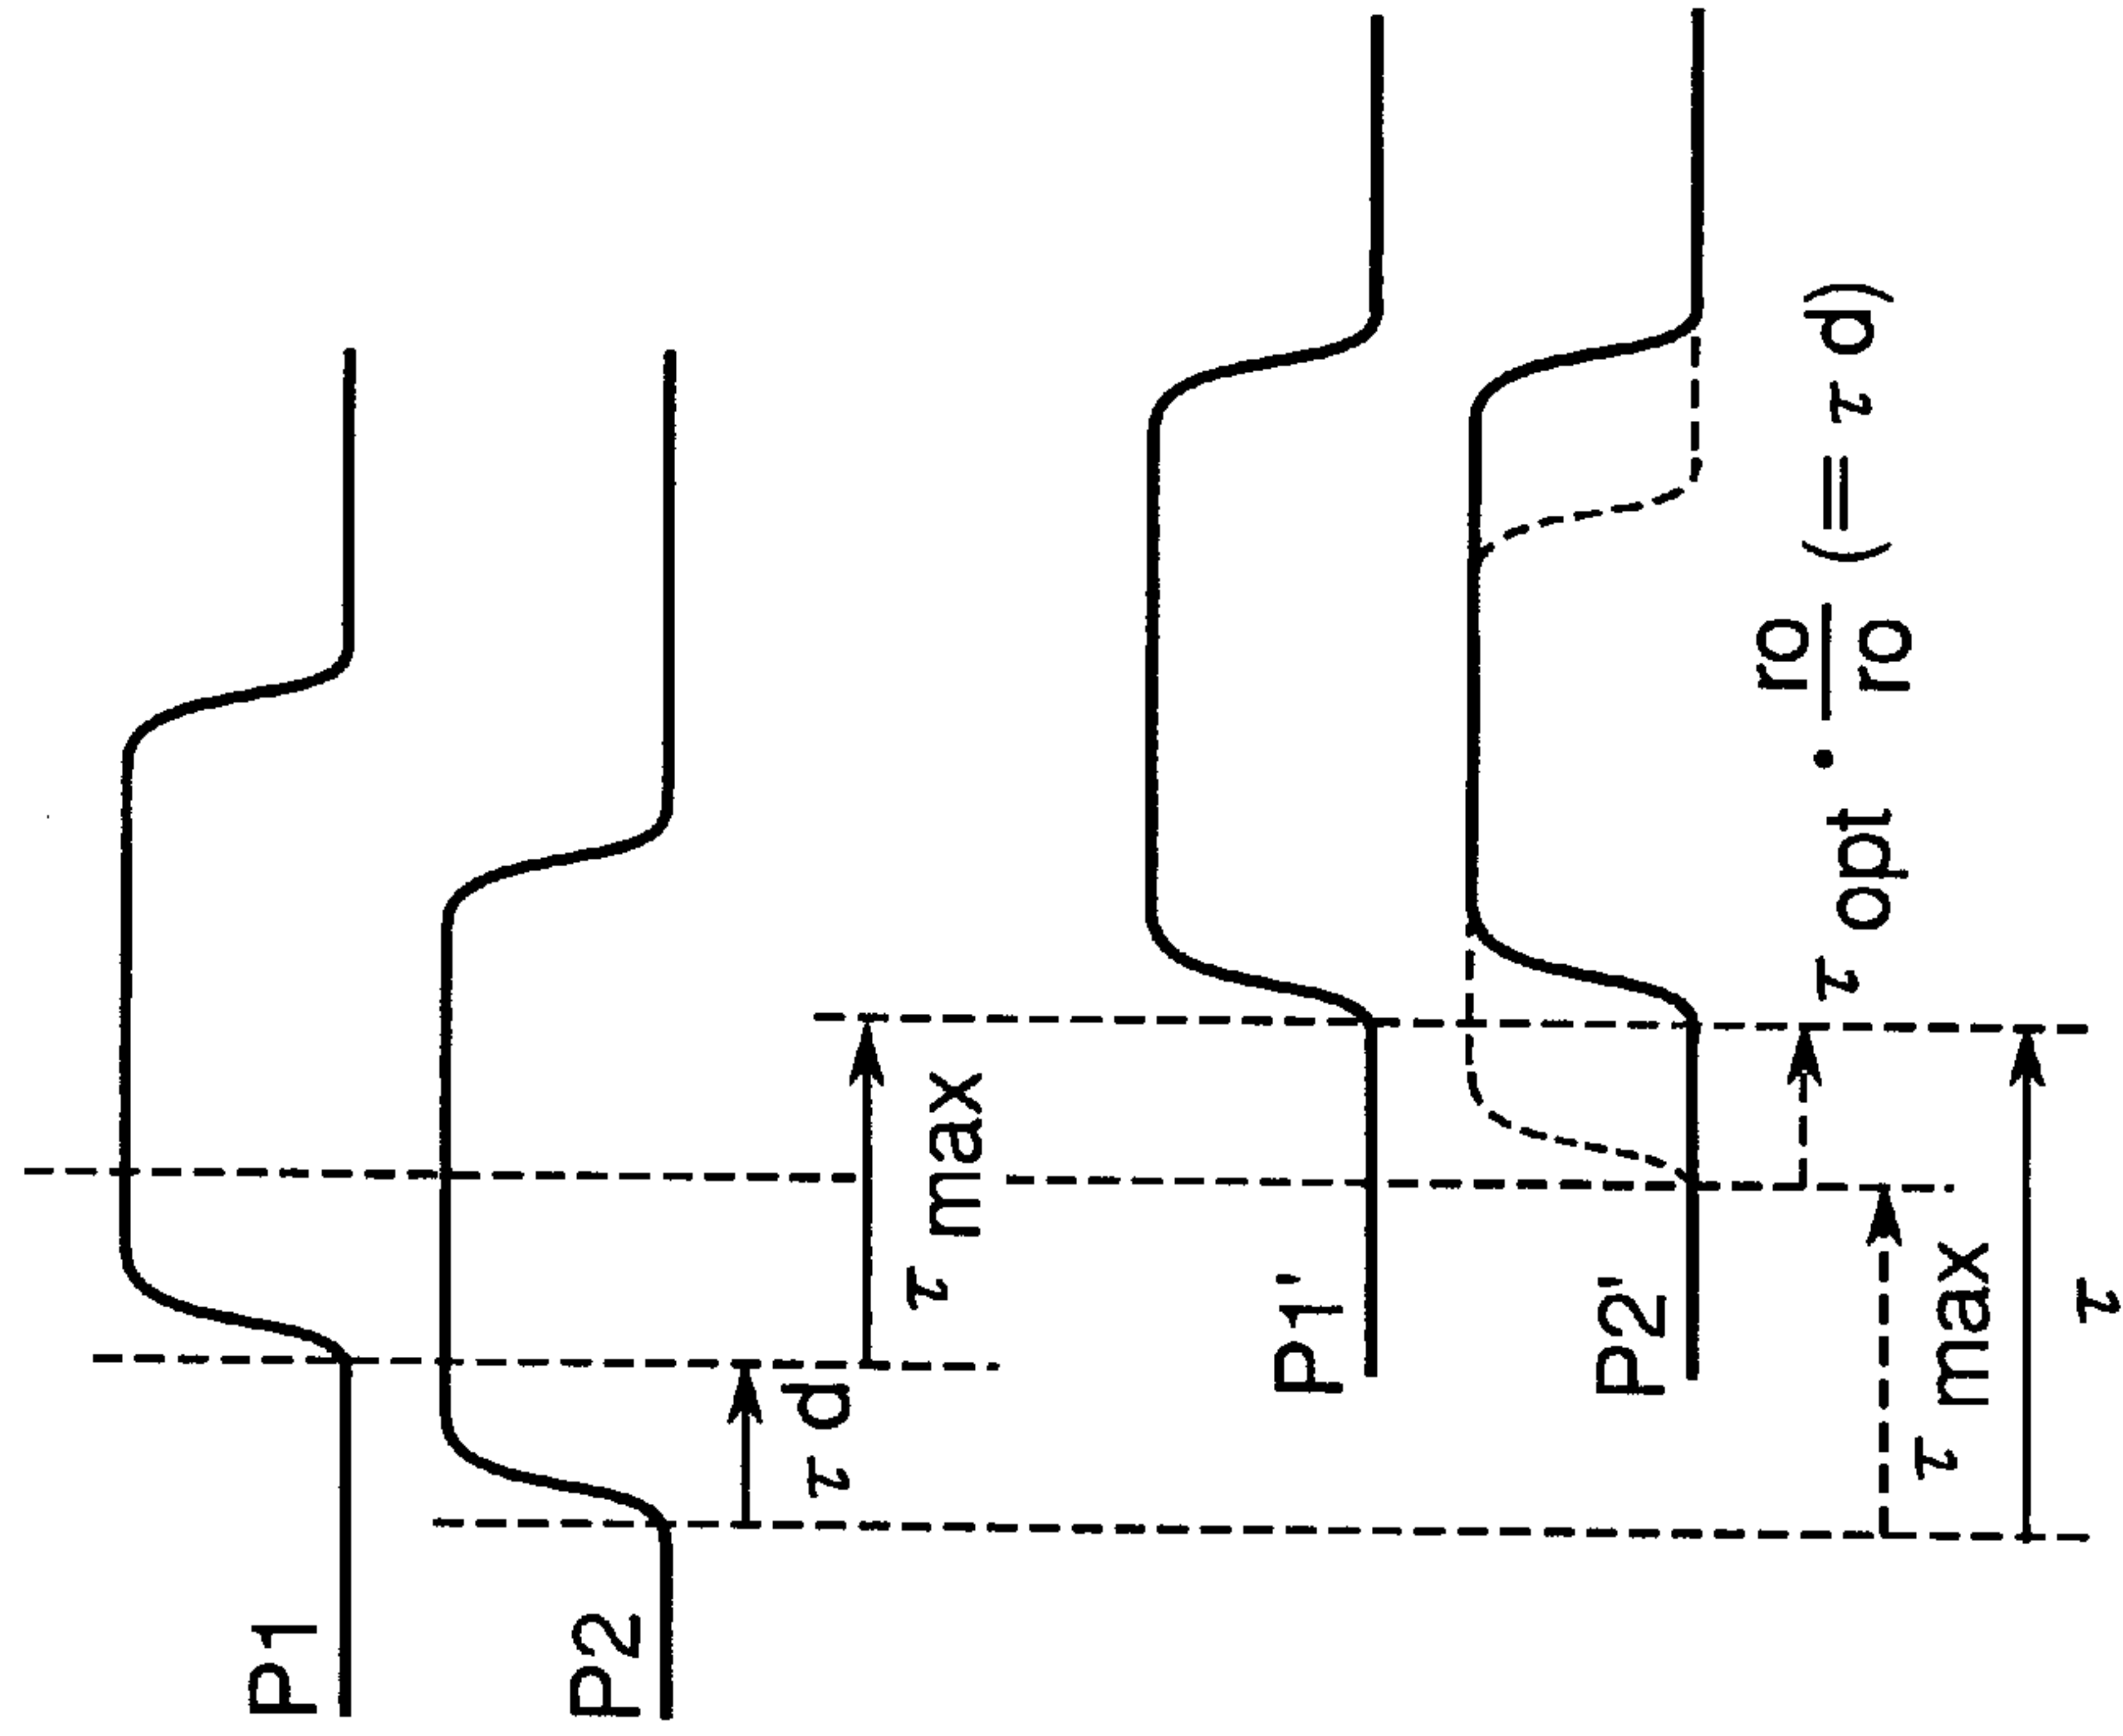 P1
P2
τ d
τ max
P1'
P2'
τ opt · ro/ro (= τ d)
τ max
τ